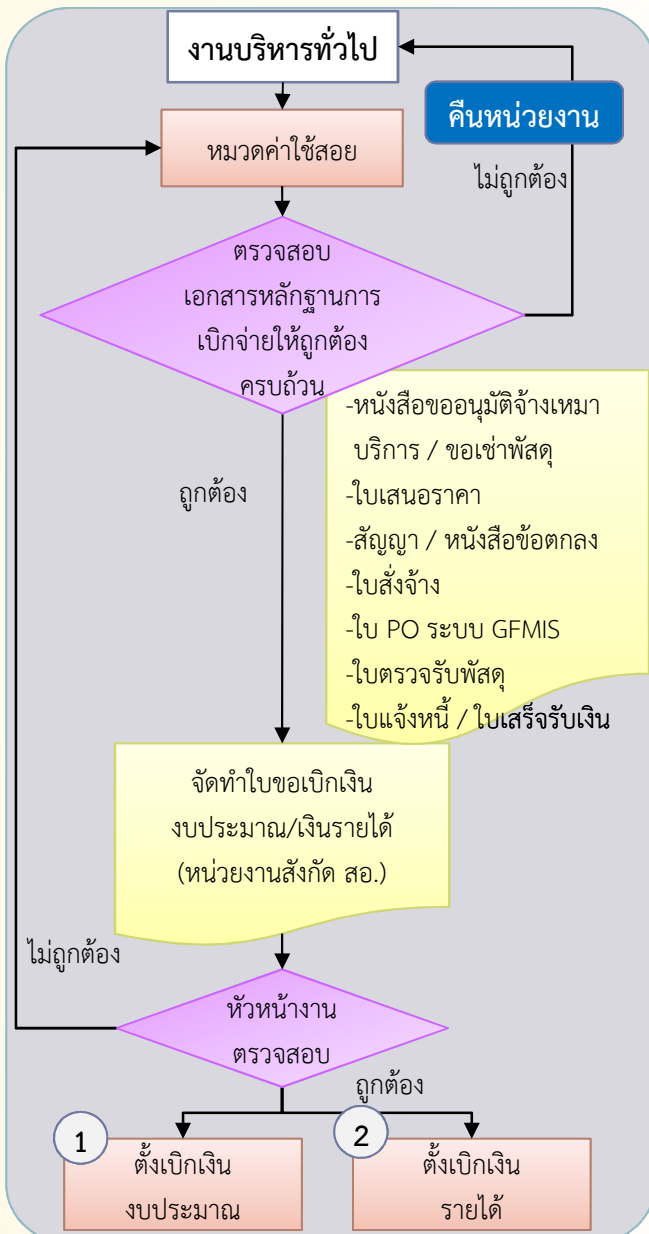 งานบริหารทั่วไป
คืนหน่วยงาน
หมวดค่าใช้สอย
ไม่ถูกต้อง
ตรวจสอบ
เอกสารหลักฐานการ
เบิกจ่ายให้ถูกต้อง
ครบถ้วน
-หนังสือขออนุมัติจ้างเหมา
บริการ / ขอเช่าพัสดุ
-ใบเสนอราคา
-สัญญา / หนังสือข้อตกลง
-ใบสั่งจ้าง
-ใบ PO ระบบ GFMIS
-ใบตรวจรับพัสดุ
-ใบแจ้งหนี้ / ใบเสร็จรับเงิน
ถูกต้อง
จัดทำใบขอเบิกเงิน
งบประมาณ/เงินรายได้
(หน่วยงานสังกัด สอ.)
ไม่ถูกต้อง
หัวหน้างาน
ตรวจสอบ
ถูกต้อง
1
ตั้งเบิกเงิน
งบประมาณ
2
ตั้งเบิกเงิน
รายได้